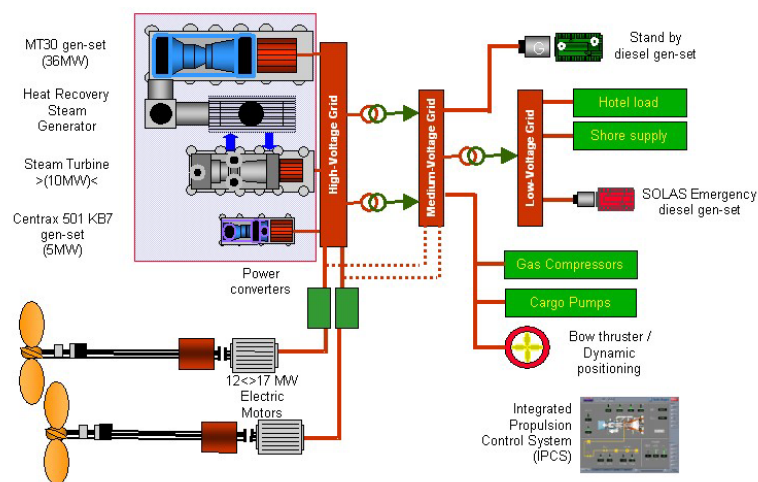 MT30 gen-set
(36MW)
Heat Recovery
Steam
Generator
Steam Turbine
>(10MW)<
Centrax 501 KB7
gen-set
(5MW)
High-Voltage Grid
Medium-Voltage Grid
Low-Voltage Grid
G
Stand by
diesel gen-set
Hotel load
Shore supply
SOLAS Emergency
diesel gen-set
Power
converters
Gas Compressors
Cargo Pumps
Bow thruster /
Dynamic
positioning
12<>17 MW
Electric
Motors
Integrated
Propulsion
Control System
(IPCS)